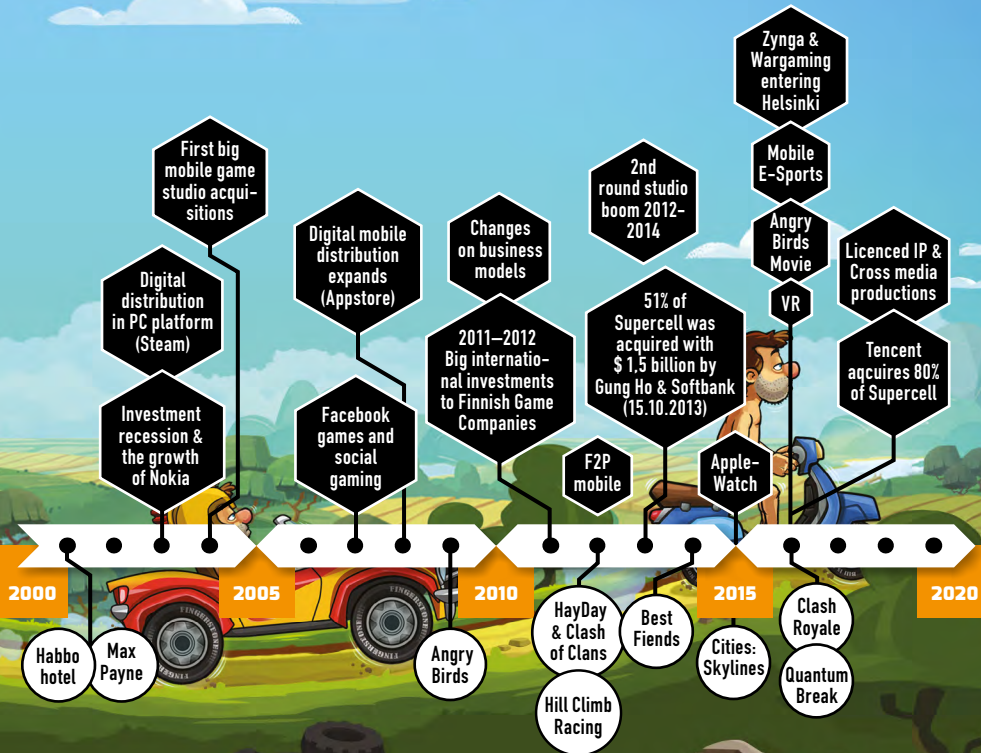 Zynga &
Wargaming
entering
Helsinki
First big
mobile game
studio acqui-
sitions
2nd
round studio
boom 2012-
2014
Mobile
E-Sports
Digital mobile
distribution
expands
(Appstore)
Changes
on business
models
Angry
Birds
Movie
Licenced IP &
Cross media
productions
Digital
distribution
in PC platform
(Steam)
VR
51% of
Supercell was
acquired with
$ 1,5 billion by
Gung Ho & Softbank
(15.10.2013)
2011—2012
Big internatio-
nal investments
to Finnish Game
Companies
Tencent
aqcuires 80%
of Supercell
Investment
recession &
the growth
of Nokia
Facebook
games and
social
gaming
F2P
mobile
Apple-
Watch
2000
2005
2010
2015
2020
Habbo
hotel
Max
Payne
Angry
Birds
HayDay
& Clash
of Clans
Hill Climb
Racing
Best
Fiends
Cities:
Skylines
Clash
Royale
Quantum
Break
FINGERSTONE
FINGERSTONE
FINGERSTONE
FINGERSTONE